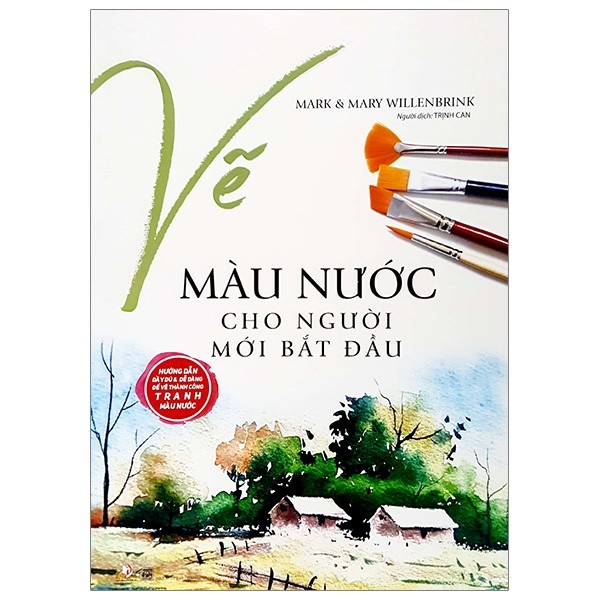 MARK & MARY WILLENBRINK
Người dịch: TRỊNH CAN
Vẽ
MÀU NƯỚC
CHO NGƯỜI
MỚI BẮT ĐẦU
HƯỚNG DẪN
ĐẦY ĐỦ & DỄ DÀNG
ĐỂ VẼ THÀNH CÔNG
TRANH
MÀU NƯỚC